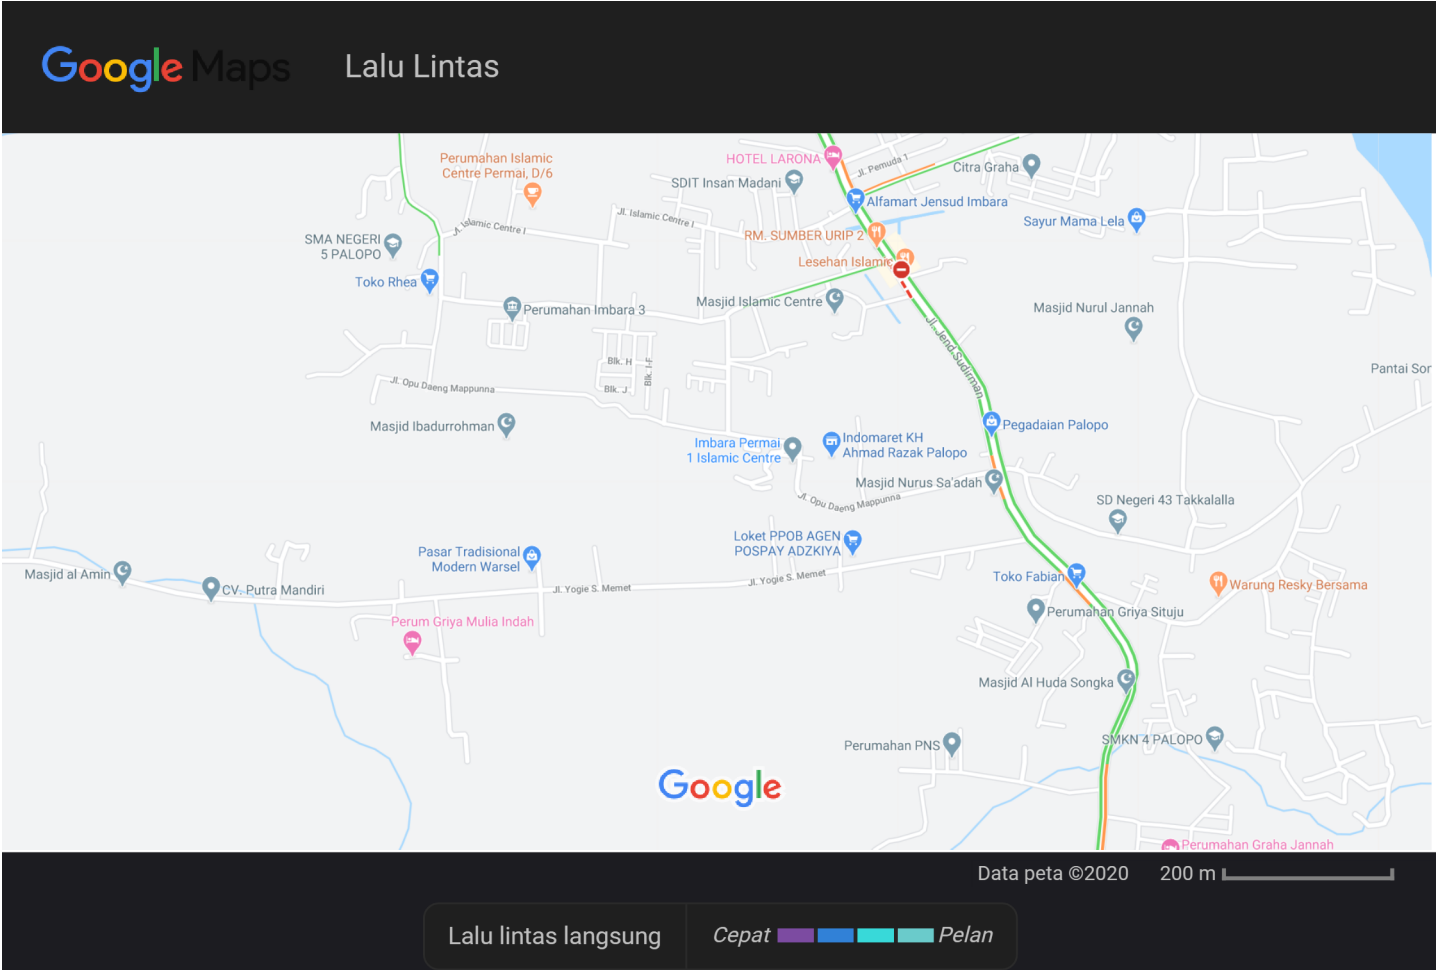 Google Maps
Lalu Lintas
Perumahan Islamic
Centre Permai, D/6
HOTEL LARONA
Jl. Pemuda 1
Citra Graha
SDIT Insan Madani
Alfamart Jensud Imbara
Jl. Islamic Centre I
Jl. Islamic Centre I
Sayur Mama Lela
SMA NEGERI
5 PALOPO
RM. SUMBER URIP 2
Lesehan Islamic
Toko Rhea
Perumahan Imbara 3
Masjid Islamic Centre
Masjid Nurul Jannah
Jl. Jend Sudirman
Blk. H
Blk. I-F
Blk. J
Pantai Sor
Jl. Opu Daeng Mappunna
Masjid Ibadurrohman
Imbara Permai
1 Islamic Centre
Indomaret KH
Ahmad Razak Palopo
Pegadaian Palopo
Masjid Nurus Sa'adah
Jl. Opu Daeng Mappunna
SD Negeri 43 Takkalalla
Loket PPOB AGEN
POSPAY ADZKIYA
Pasar Tradisional
Modern Warsel
Masjid al Amin
CV. Putra Mandiri
Jl. Yogie S. Memet
Jl. Yogie S. Memet
Toko Fabian
Warung Resky Bersama
Perumahan Griya Situju
Perum Griya Mulia Indah
Masjid Al Huda Songka
Perumahan PNS
SMKN 4 PALOPO
Google
Perumahan Graha Jannah
Data peta ©2020
200 m
Lalu lintas langsung
Cepat
Pelan